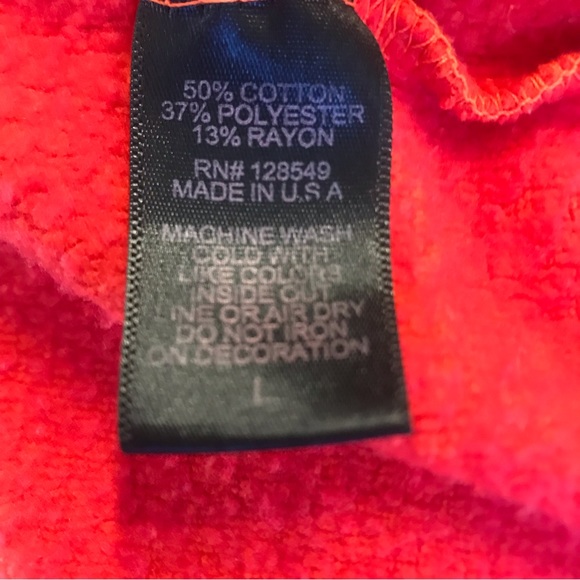 50% COTTON
37% POLYESTER
13% RAYON
RN# 128549
MADE IN U.S A
MACHINE WASH
COLD WITH
LIKE COLORS
INSIDE OUT
LINE OR AIR DRY
DO NOT IRON
ON DECORATION
L